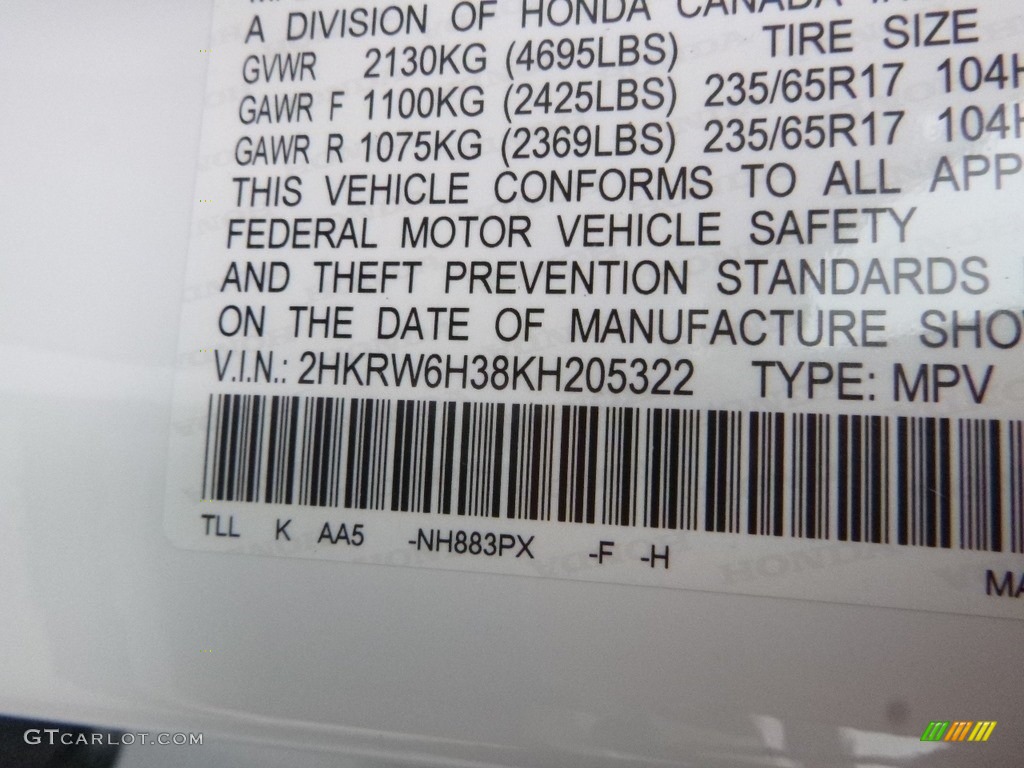 A DIVISION OF HONDA CANADA
GVWR 2130KG (4695LBS) TIRE SIZE
GAWR F 1100KG (2425LBS) 235/65R17 104H
GAWR R 1075KG (2369LBS) 235/65R17 104H
THIS VEHICLE CONFORMS TO ALL APP
FEDERAL MOTOR VEHICLE SAFETY
AND THEFT PREVENTION STANDARDS
ON THE DATE OF MANUFACTURE SHO
V.I.N.: 2HKRW6H38KH205322 TYPE: MPV
TLL K AA5 -NH883PX -F -H
MA
GTCARLOT.COM